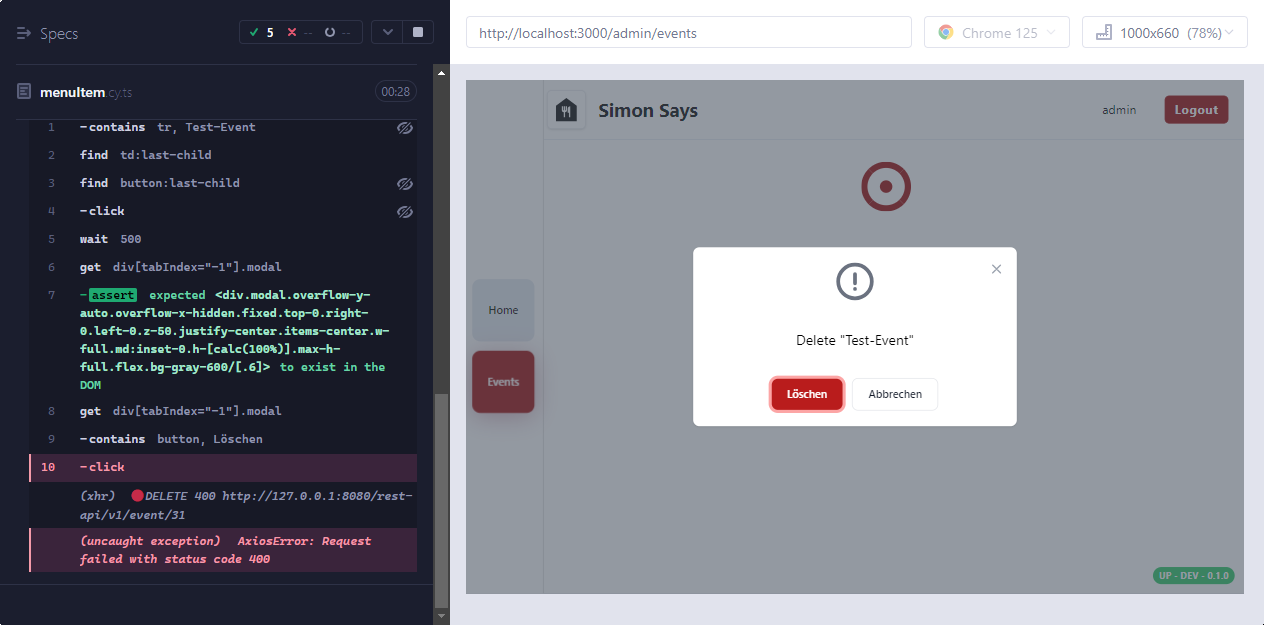 Specs
5
--
--
http://localhost:3000/admin/events
Chrome 125
1000x660 (78%)
menuItem.cy.ts
00:28
1 -contains tr, Test-Event
2 find td:last-child
3 find button:last-child
4 -click
5 wait 500
6 get div[tabIndex="-1"].modal
7 -assert expected <div.modal.overflow-y-
auto.overflow-x-hidden.fixed.top-0.right-
0.left-0.z-50.justify-center.items-center.w-
full.md:inset-0.h-[calc(100%)].max-h-
full.flex.bg-gray-600/[.6]> to exist in the
DOM
8 get div[tabIndex="-1"].modal
9 -contains button, Löschen
10 -click
(xhr) DELETE 400 http://127.0.0.1:8080/rest-
api/v1/event/31
(uncaught exception) AxiosError: Request
failed with status code 400
Simon Says
admin
Logout
Home
Events
Delete "Test-Event"
Löschen
Abbrechen
UP - DEV - 0.1.0